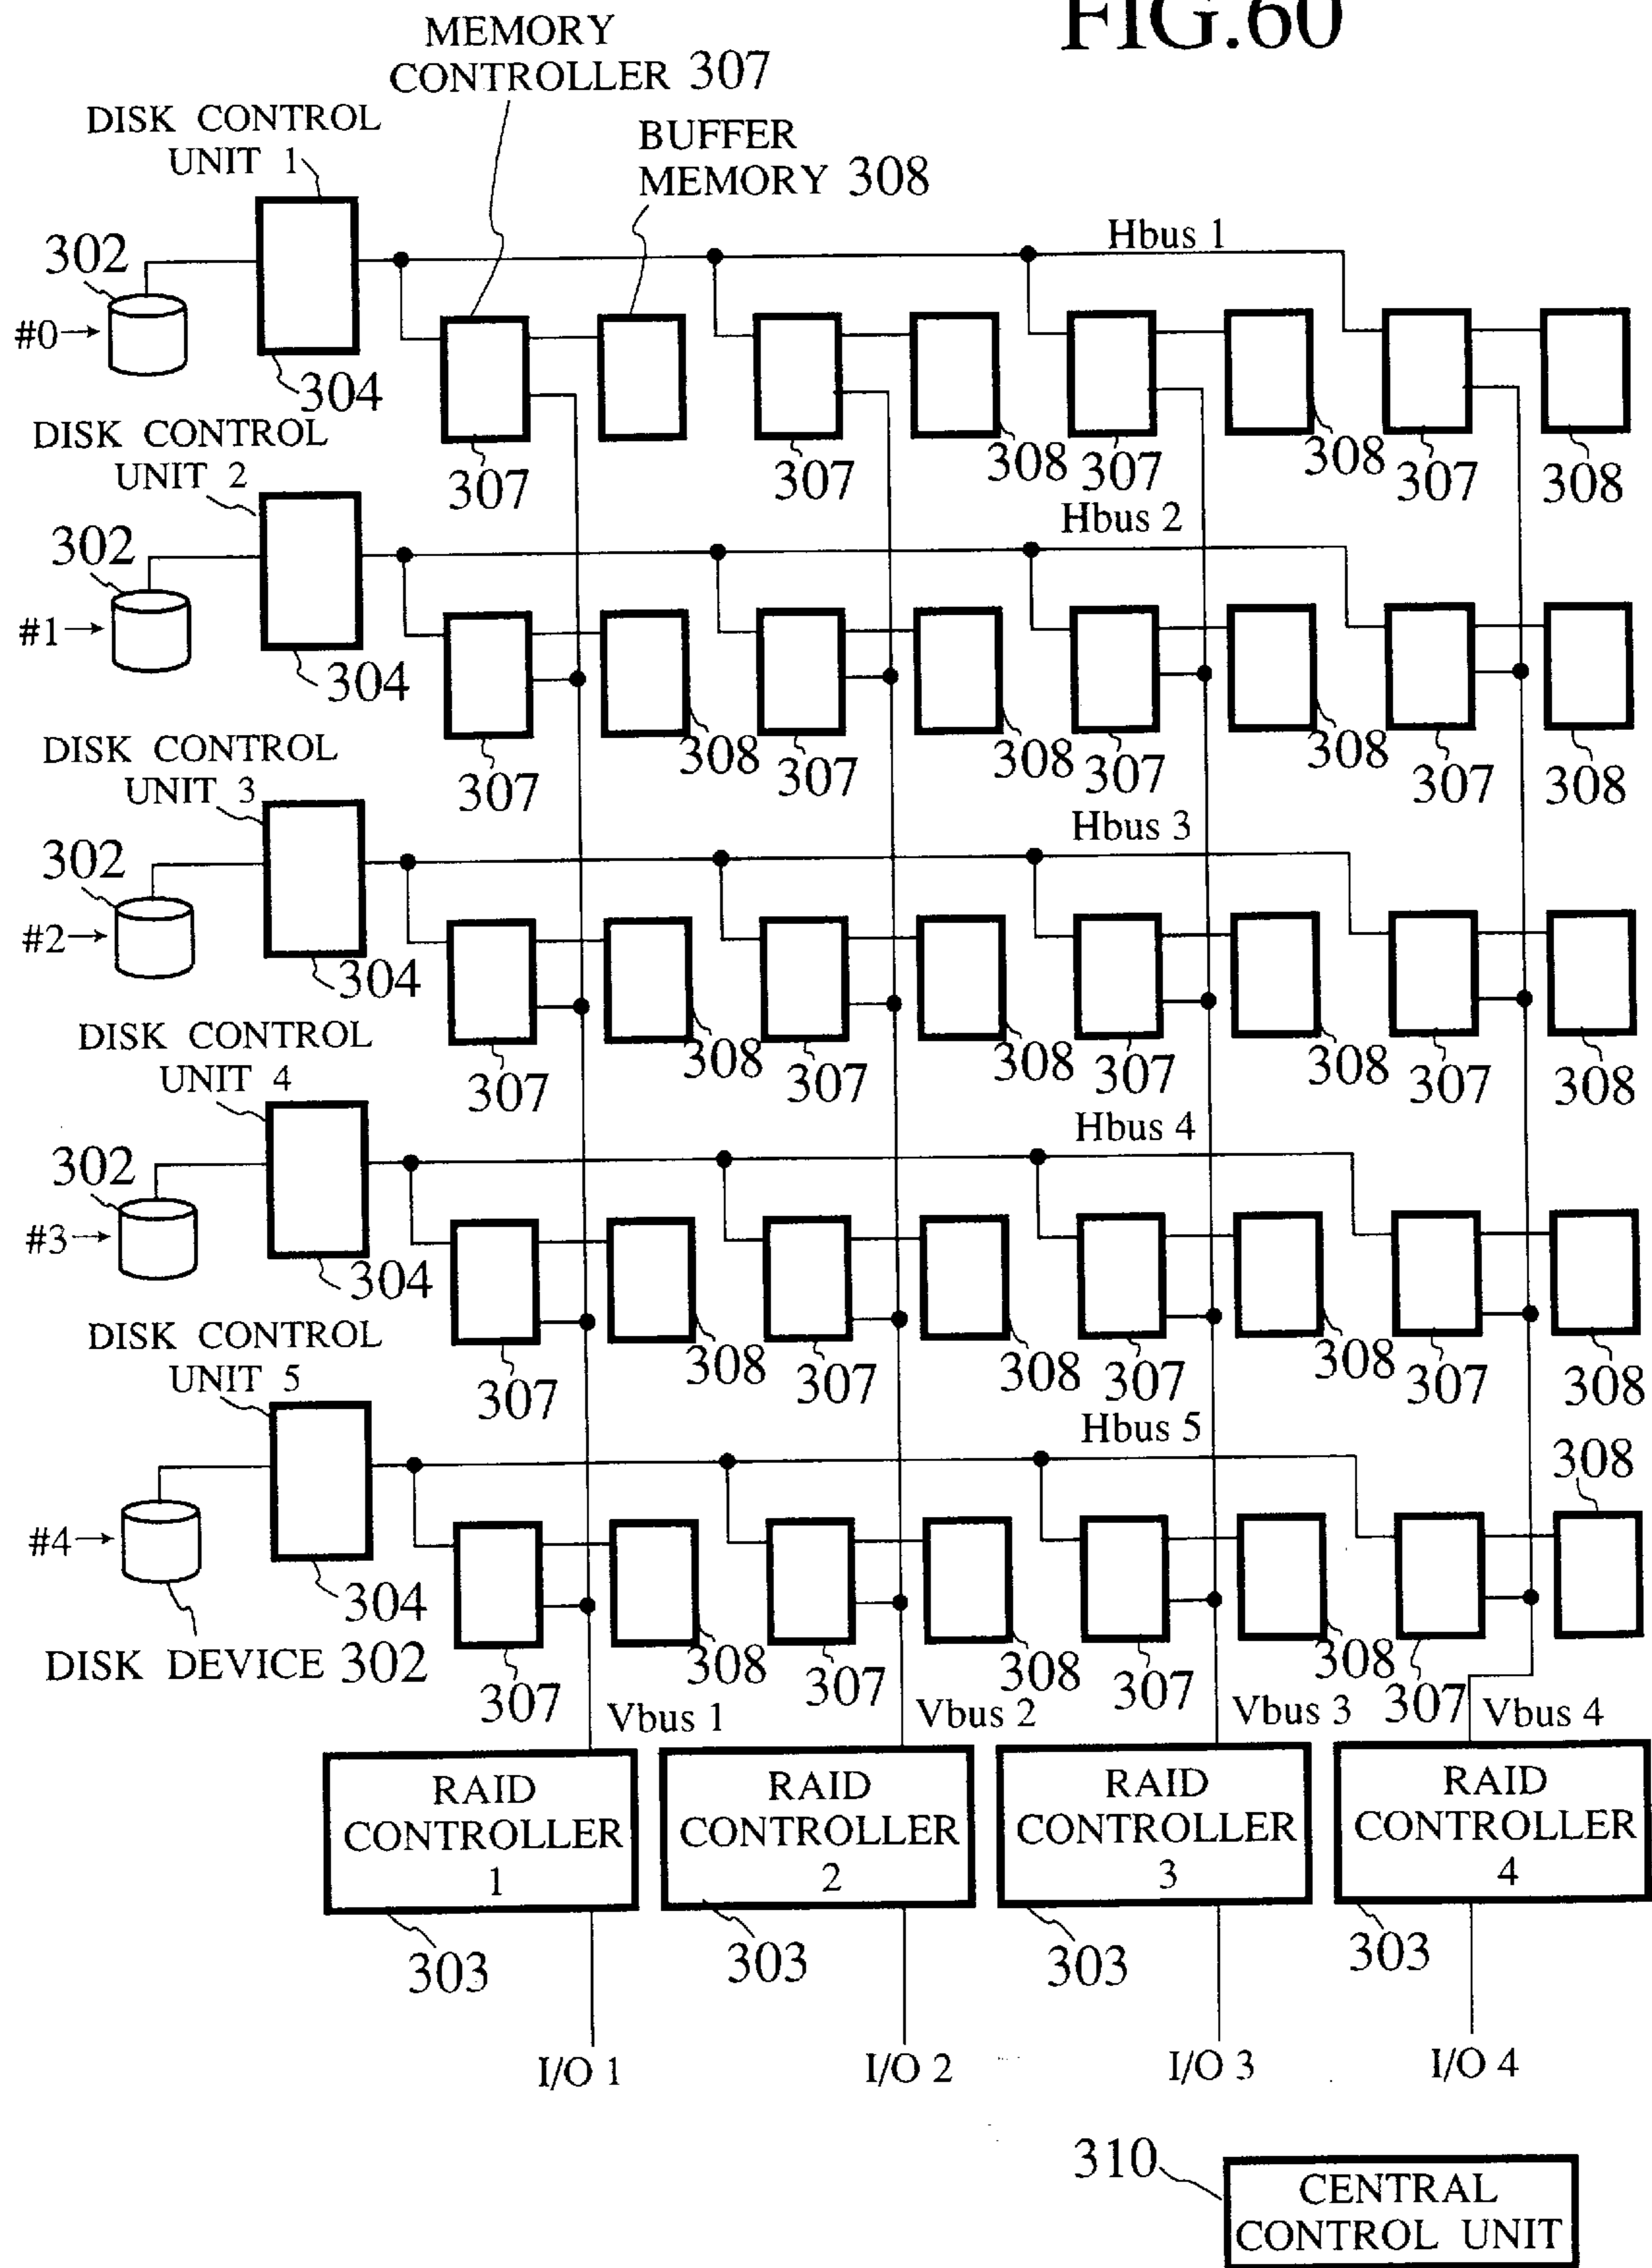 FIG.60
MEMORY
CONTROLLER 307
DISK CONTROL
UNIT 1
BUFFER
MEMORY 308
Hbus 1
302
#0
304
307
307
308
307
308
307
308
DISK CONTROL
UNIT 2
Hbus 2
302
#1
304
307
308
307
308
307
308
307
308
DISK CONTROL
UNIT 3
Hbus 3
302
#2
304
307
308
307
308
307
308
307
308
DISK CONTROL
UNIT 4
Hbus 4
302
#3
304
307
308
307
308
307
308
307
308
DISK CONTROL
UNIT 5
Hbus 5
308
#4
304
DISK DEVICE 302
307
308
307
308
307
308
307
Vbus 1
Vbus 2
Vbus 3
Vbus 4
RAID
CONTROLLER
1
RAID
CONTROLLER
2
RAID
CONTROLLER
3
RAID
CONTROLLER
4
303
303
303
303
I/O 1
I/O 2
I/O 3
I/O 4
310
CENTRAL
CONTROL UNIT